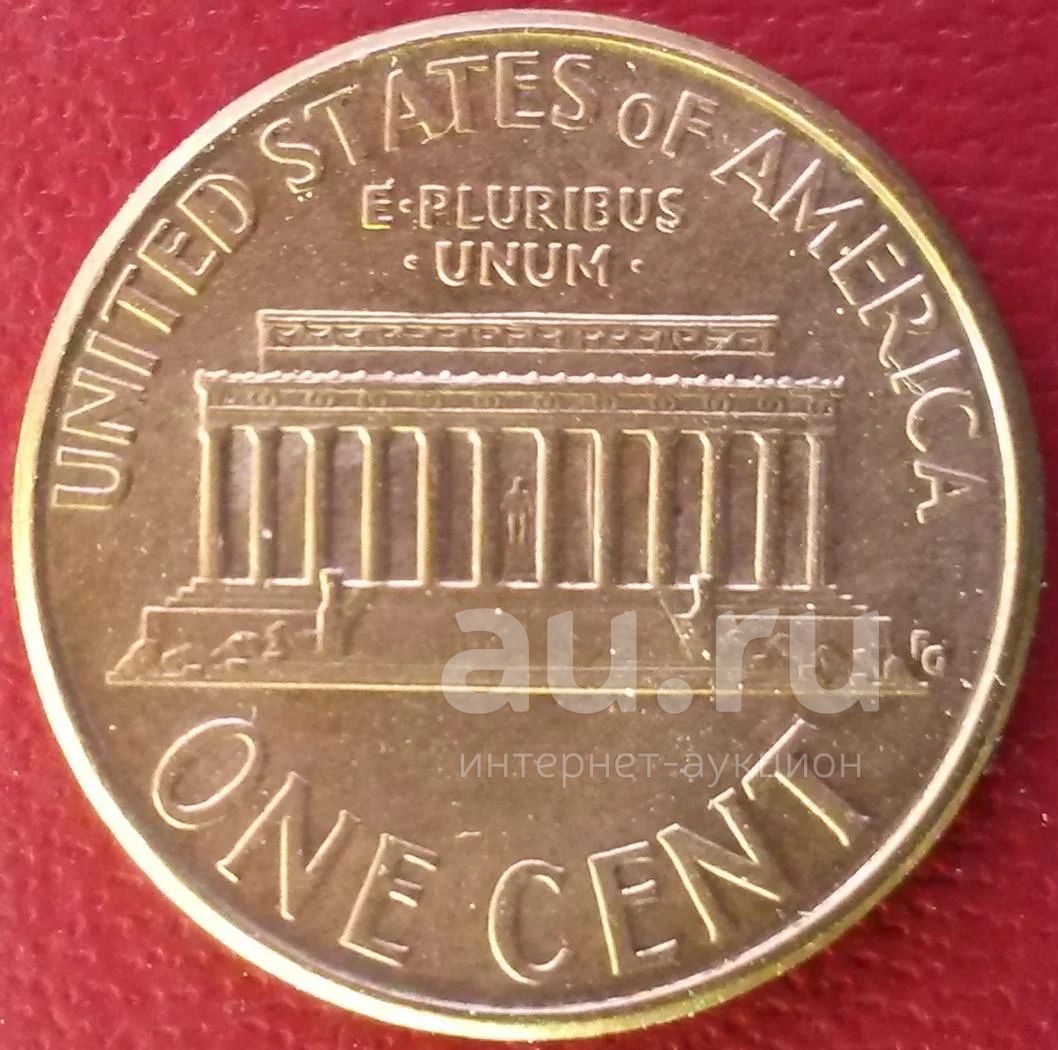 UNITED STATES OF AMERICA
E·PLURIBUS
·UNUM·
FG
ONE CENT
au.ru
интернет-аукцион